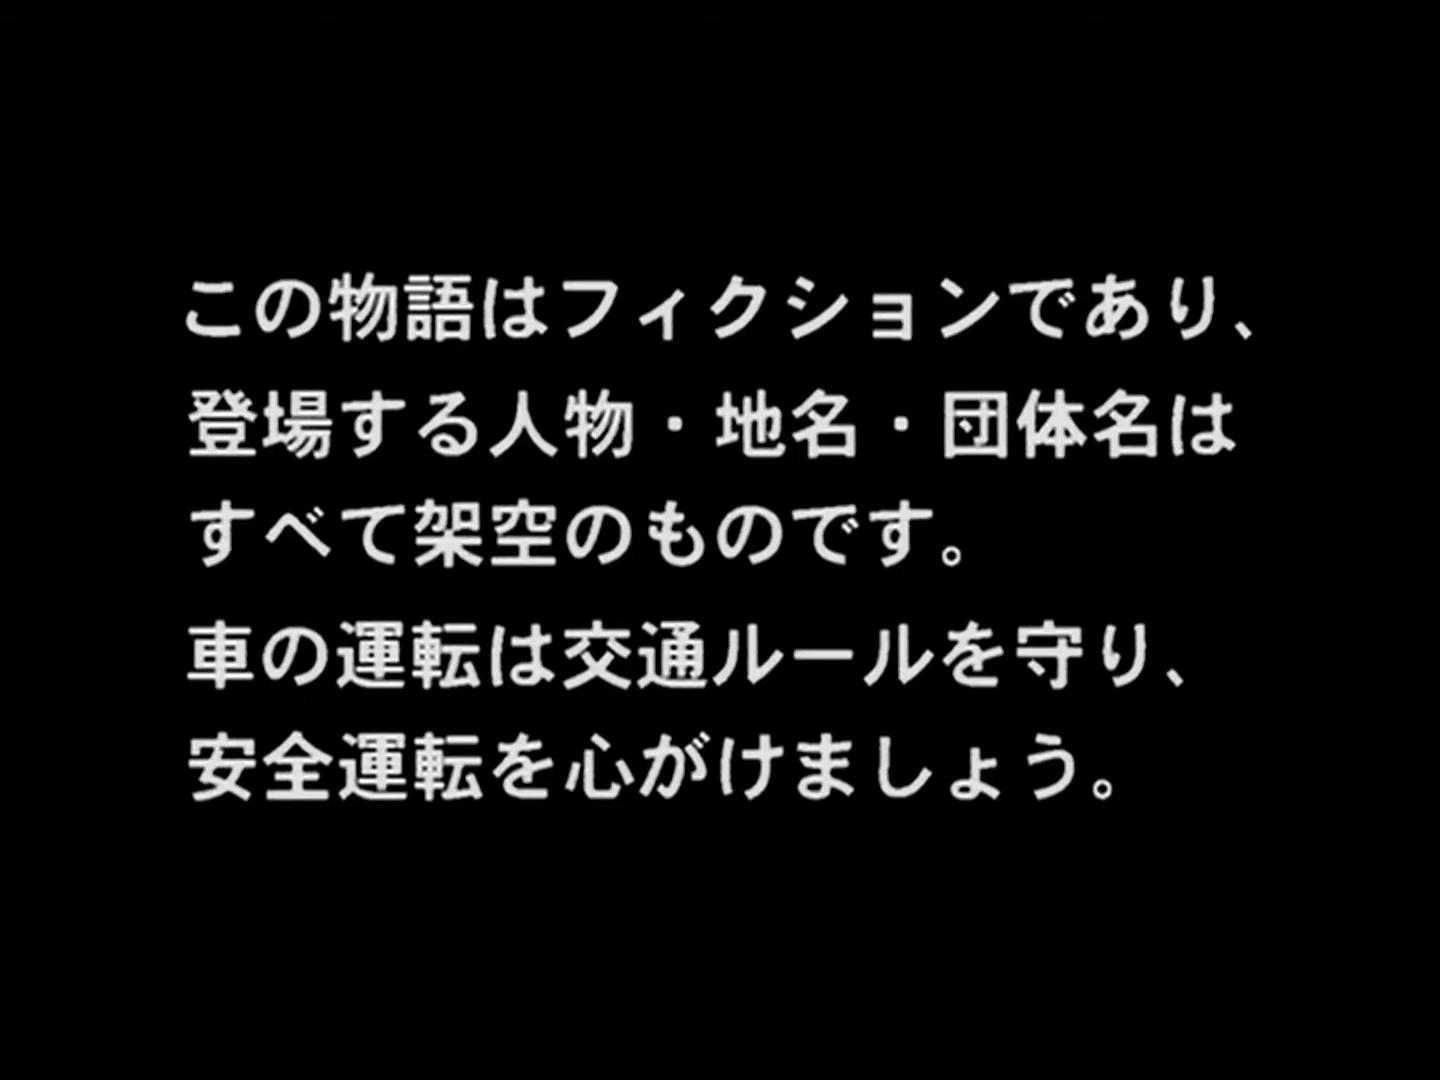 この物語はフィクションであり、
登場する人物・地名・団体名は
すべて架空のものです。
車の運転は交通ルールを守り、
安全運転を心がけましょう。